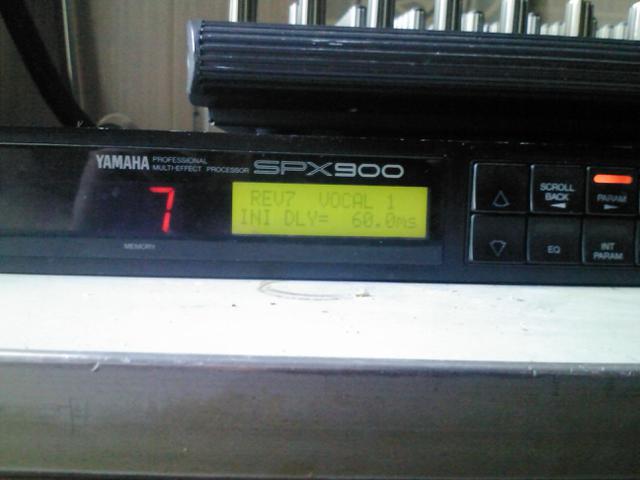 YAMAHA PROFESSIONAL MULTI-EFFECT PROCESSOR SPX900
7
MEMORY
REV7 VOCAL 1
INI DLY= 60.0ms
SCROLL BACK
PARAM
EQ
INT PARAM